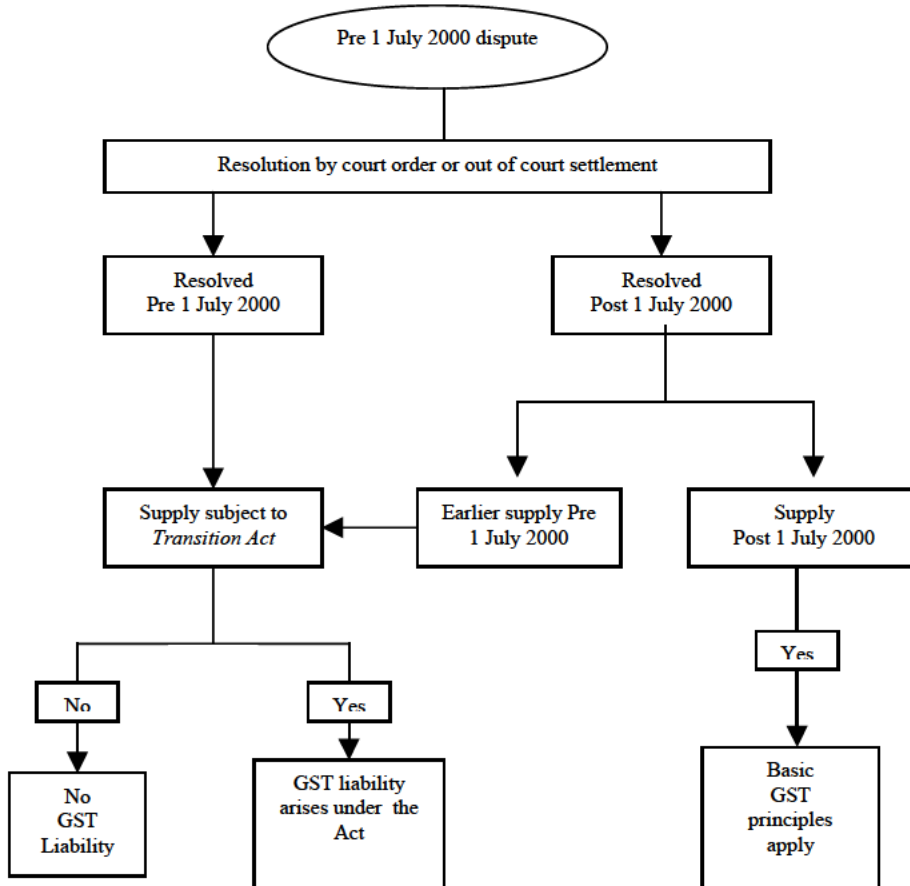 Pre 1 July 2000 dispute
Resolution by court order or out of court settlement
Resolved
Pre 1 July 2000
Resolved
Post 1 July 2000
Supply subject to
Transition Act
Earlier supply Pre
1 July 2000
Supply
Post 1 July 2000
Yes
No
Yes
No
GST
Liability
GST liability
arises under the
Act
Basic
GST
principles
apply